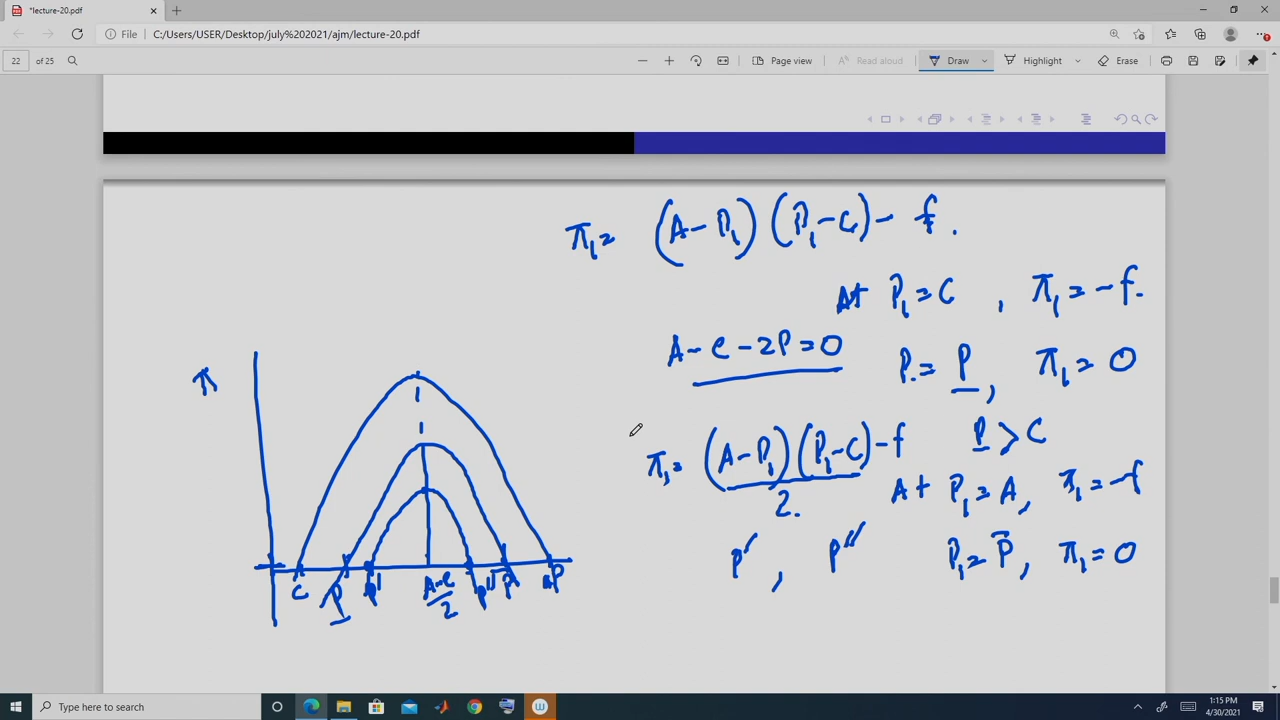 *lecture-20.pdf
File C:/Users/USER/Desktop/july%202021/ajm/lecture-20.pdf
22 of 25
Page view
Read aloud
Draw
Highlight
Erase
π₁= (A-P₁) (P₁-C) - f.
At P₁=C, π₁=-f.
A-c-2P=0
P.= <u>P</u>, π₁=0
π₁= (A-P₁)(P₁-C)/2. -f
<u>P</u> > C
At P₁=A, π₁=-f
P′, P′′
P₁=P̄, π₁=0
π
C <u>P</u> P′ A-c/2 P′′ P̄ A P
Type here to search
1:15 PM
4/30/2021